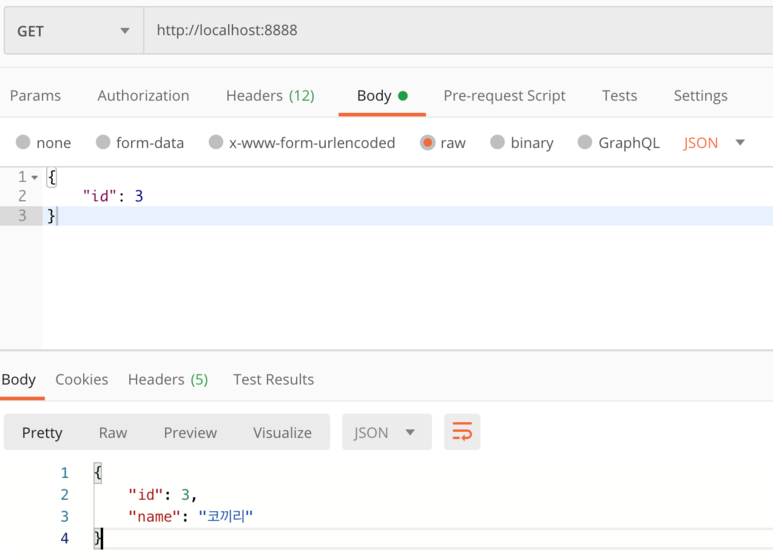 GET http://localhost:8888
Params Authorization Headers (12) Body Pre-request Script Tests Settings
none form-data x-www-form-urlencoded raw binary GraphQL JSON
1 {
2 "id": 3
3 }
Body Cookies Headers (5) Test Results
Pretty Raw Preview Visualize JSON
1 {
2 "id": 3,
3 "name": "코끼리"
4 }